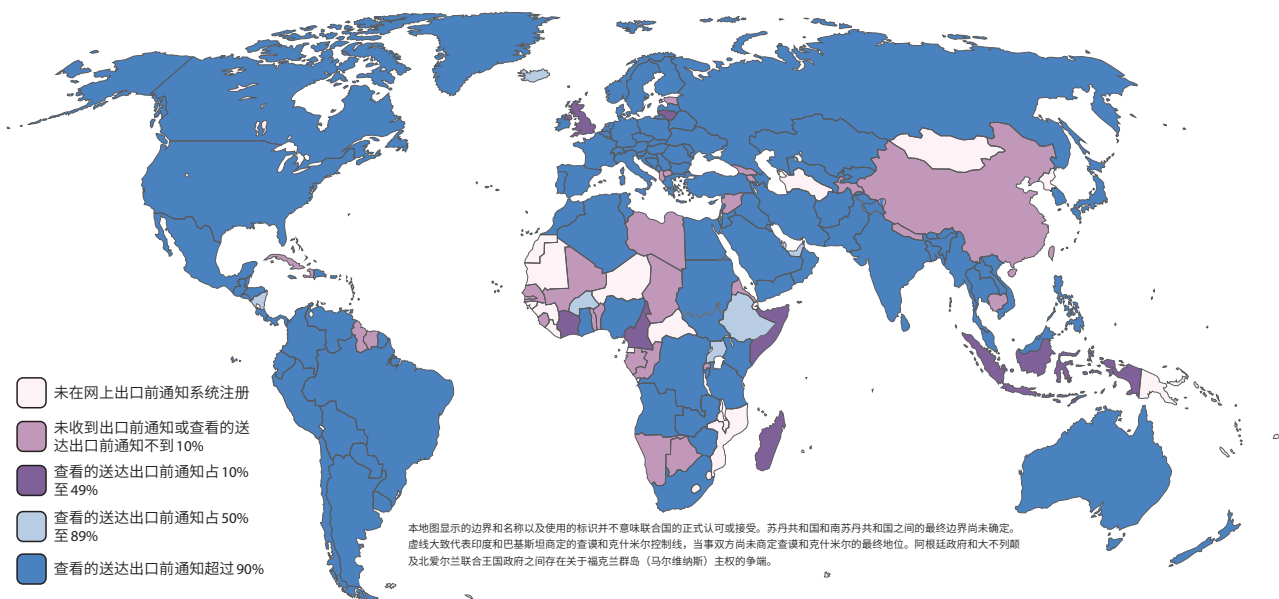 未在网上出口前通知系统注册
未收到出口前通知或查看的送
达出口前通知不到10%
查看的送达出口前通知占10%
至49%
查看的送达出口前通知占50%
至89%
查看的送达出口前通知超过90%
本地图显示的边界和名称以及使用的标识并不意味联合国的正式认可或接受。苏丹共和国和南苏丹共和国之间的最终边界尚未确定。
虚线大致代表印度和巴基斯坦商定的查谟和克什米尔控制线，当事双方尚未商定查谟和克什米尔的最终地位。阿根廷政府和大不列颠
及北爱尔兰联合王国政府之间存在关于福克兰群岛（马尔维纳斯）主权的争端。